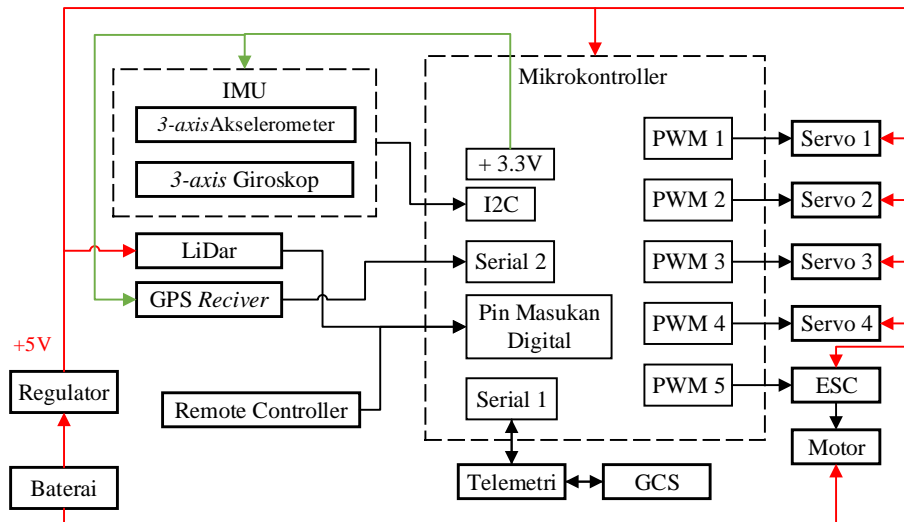 IMU
3-axisAkselerometer
3-axis Giroskop
LiDar
GPS Reciver
+5V
Regulator
Baterai
Remote Controller
Mikrokontroller
+ 3.3V
I2C
Serial 2
Pin Masukan
Digital
Serial 1
Telemetri
GCS
PWM 1
PWM 2
PWM 3
PWM 4
PWM 5
Servo 1
Servo 2
Servo 3
Servo 4
ESC
Motor